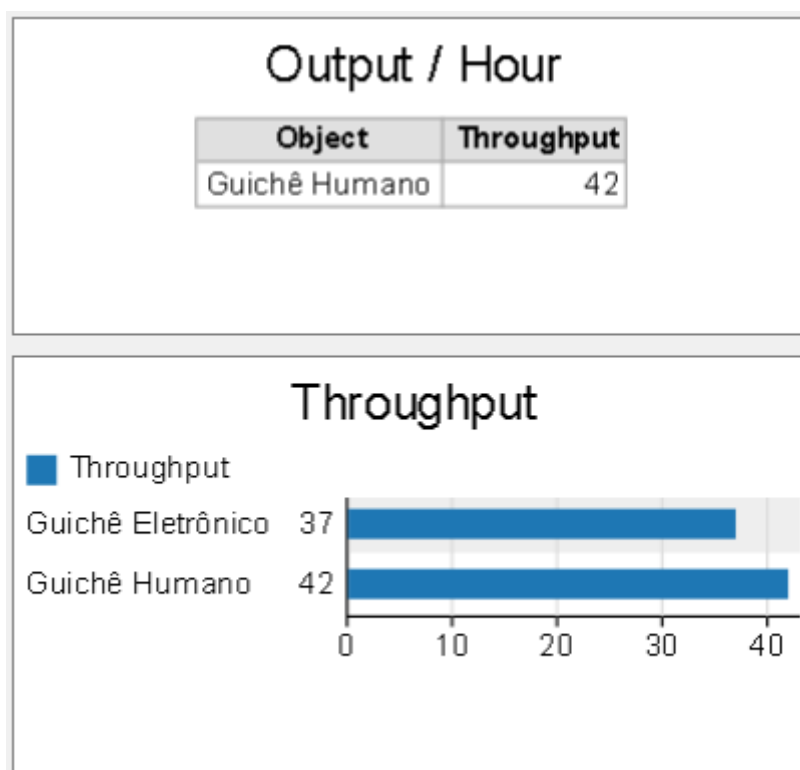 Output / Hour
Object Throughput
Guichê Humano 42
Throughput
Throughput
Guichê Eletrônico 37
Guichê Humano 42
0 10 20 30 40